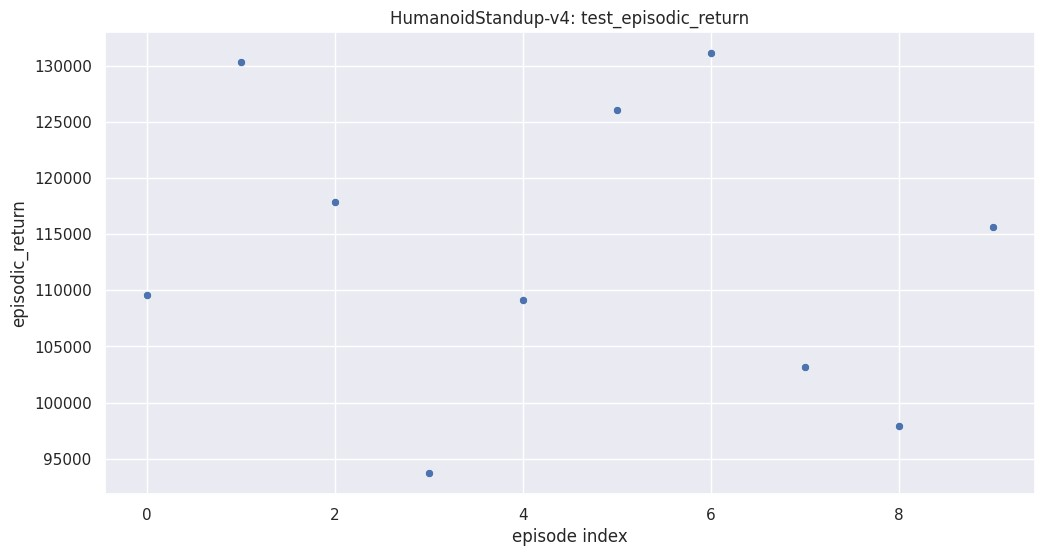 HumanoidStandup-v4: test_episodic_return
130000
125000
120000
115000
110000
105000
100000
95000
episodic_return
0 2 4 6 8
episode index